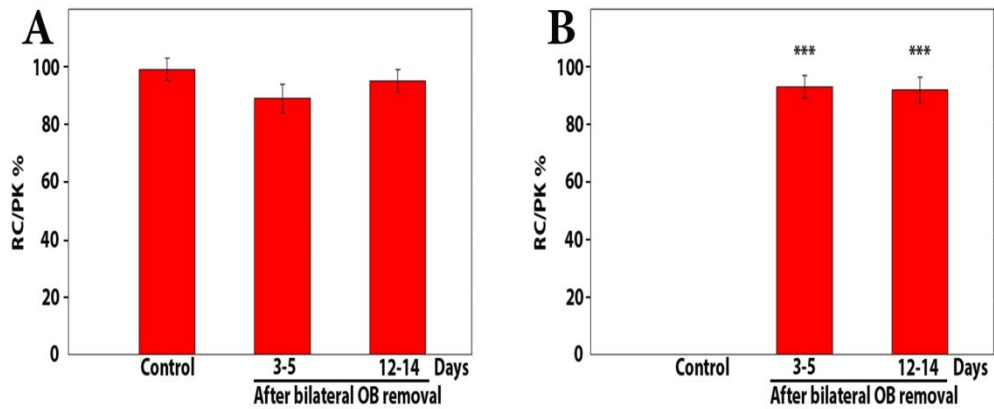 A
RC/PK %
100
80
60
40
20
0
Control
3-5
12-14
Days
After bilateral OB removal
B
RC/PK %
100
80
60
40
20
0
***
***
Control
3-5
12-14
Days
After bilateral OB removal